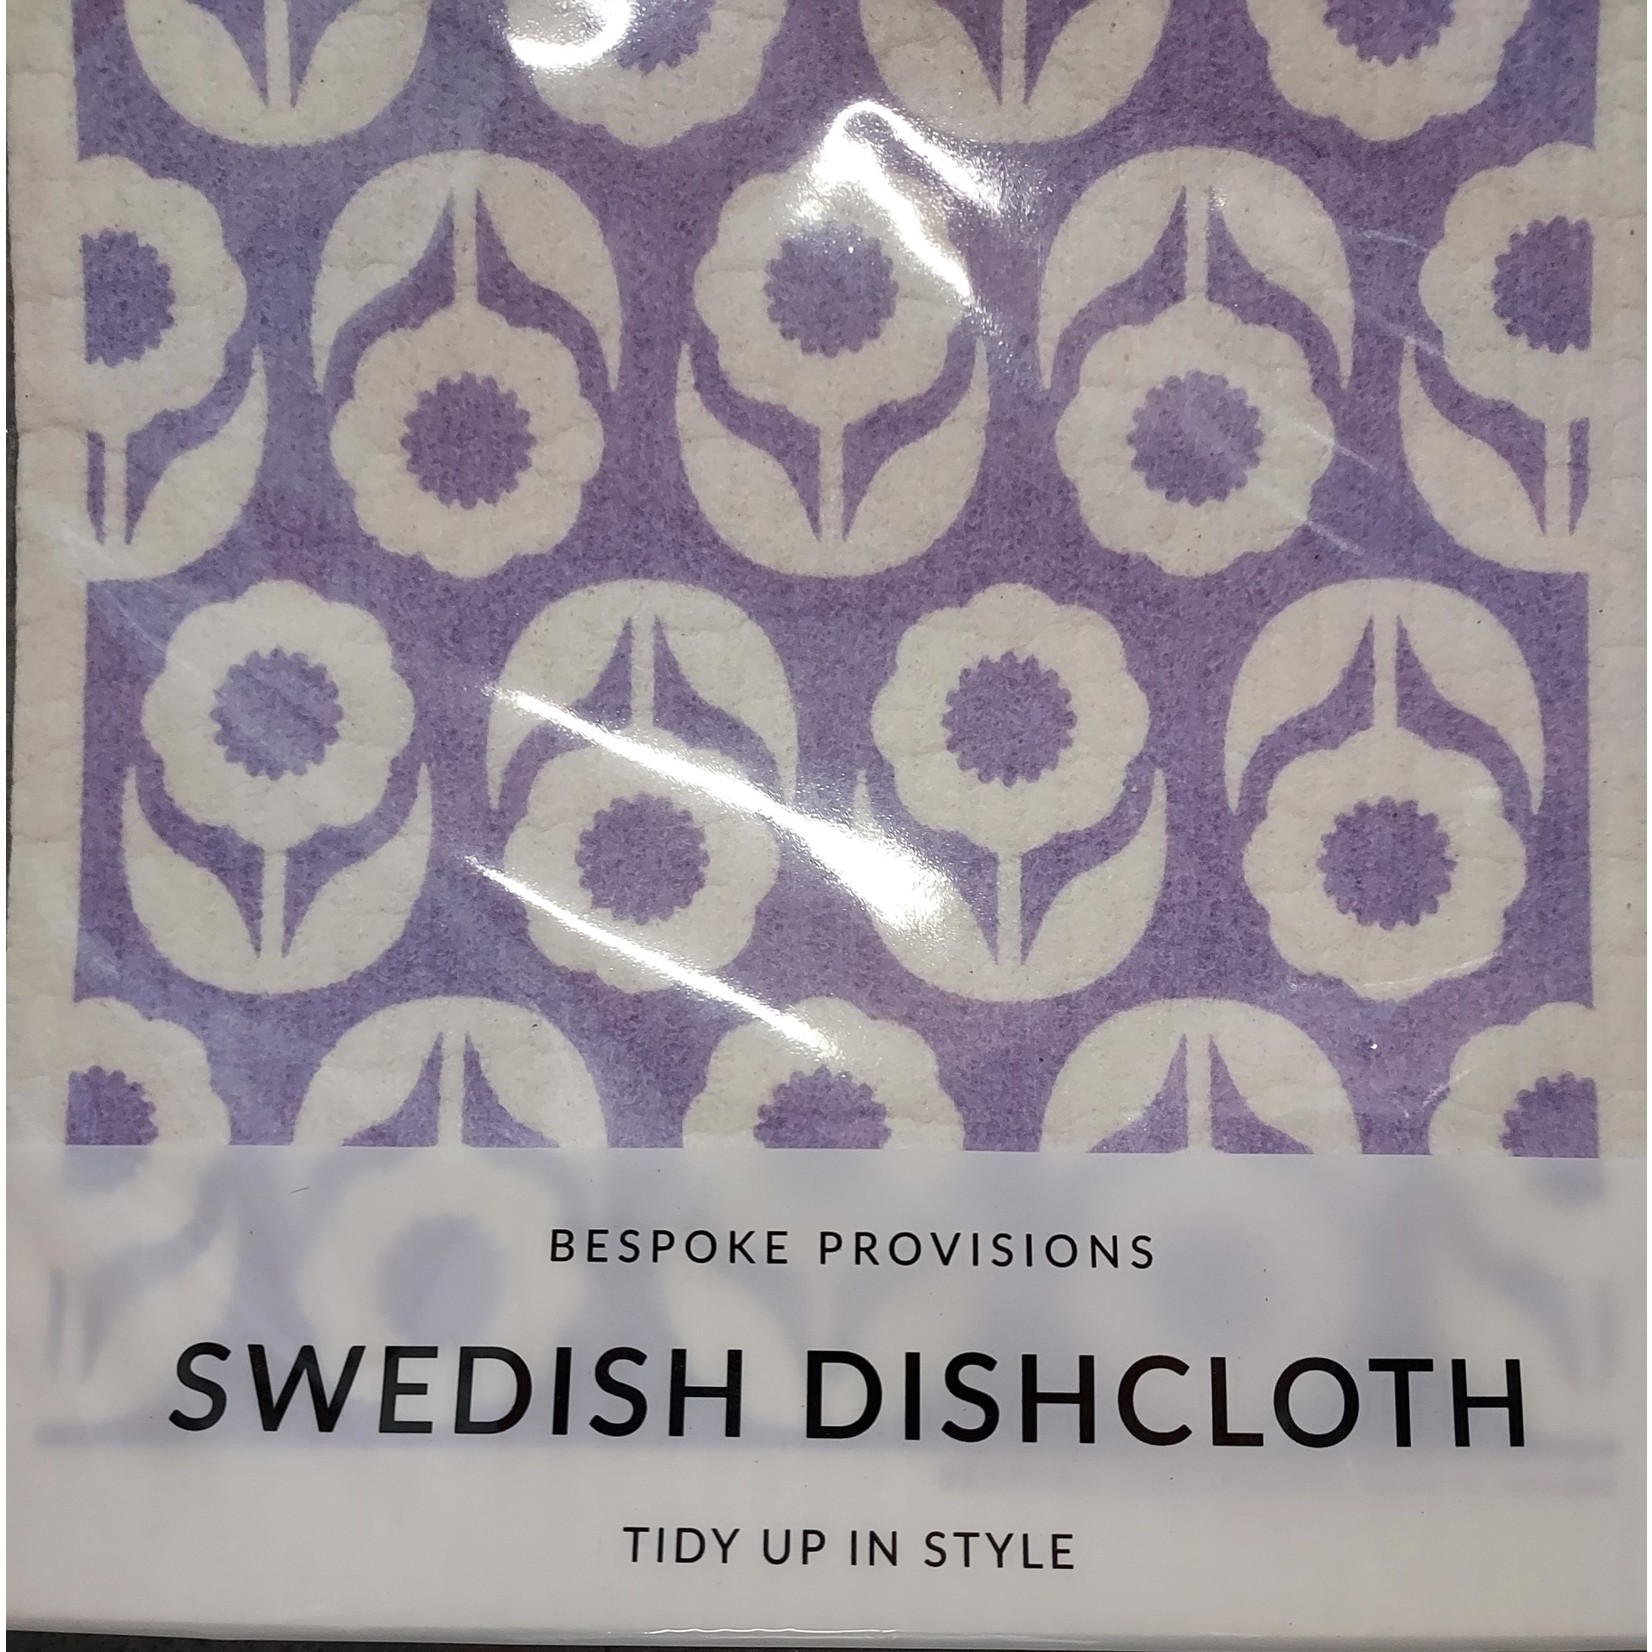 BESPOKE PROVISIONS
SWEDISH DISHCLOTH
TIDY UP IN STYLE